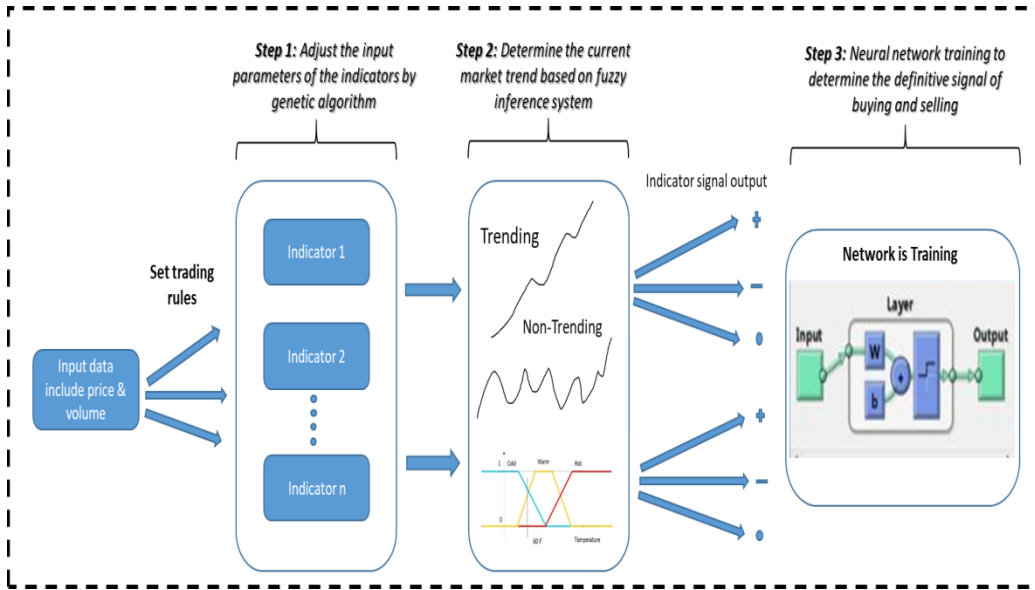 Step 1: Adjust the input
parameters of the indicators by
genetic algorithm
Step 2: Determine the current
market trend based on fuzzy
inference system
Step 3: Neural network training to
determine the definitive signal of
buying and selling
Set trading
rules
Input data
include price &
volume
Indicator 1
Indicator 2
Indicator n
Trending
Non-Trending
1 Cold Warm Hot
0
60 F Temperature
Indicator signal output
+
−
+
−
Network is Training
Layer
Input
Output
W
b
+